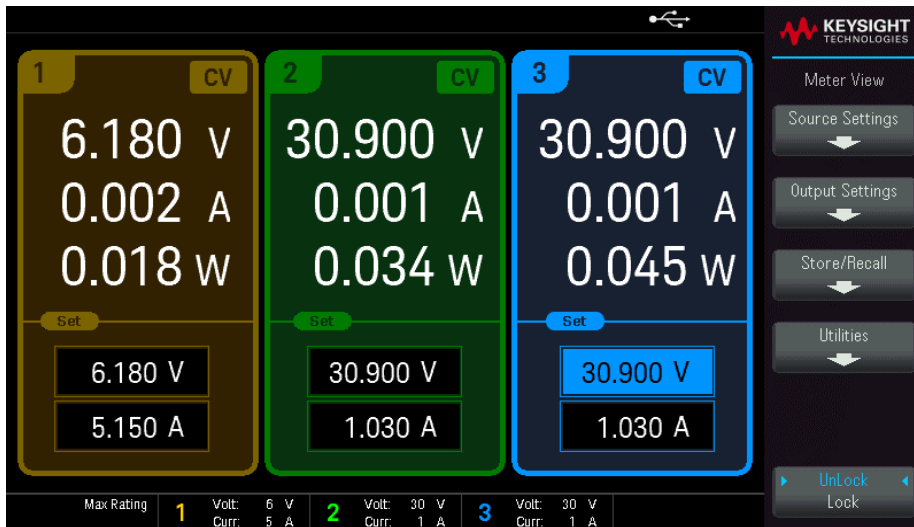 KEYSIGHT
TECHNOLOGIES
Meter View
1 CV
6.180 V
0.002 A
0.018 W
Set
6.180 V
5.150 A
2 CV
30.900 V
0.001 A
0.034 W
Set
30.900 V
1.030 A
3 CV
30.900 V
0.001 A
0.045 W
Set
30.900 V
1.030 A
Source Settings
Output Settings
Store/Recall
Utilities
UnLock
Lock
Max Rating 1 Volt: 6 V 2 Volt: 30 V 3 Volt: 30 V
Curr: 5 A Curr: 1 A Curr: 1 A